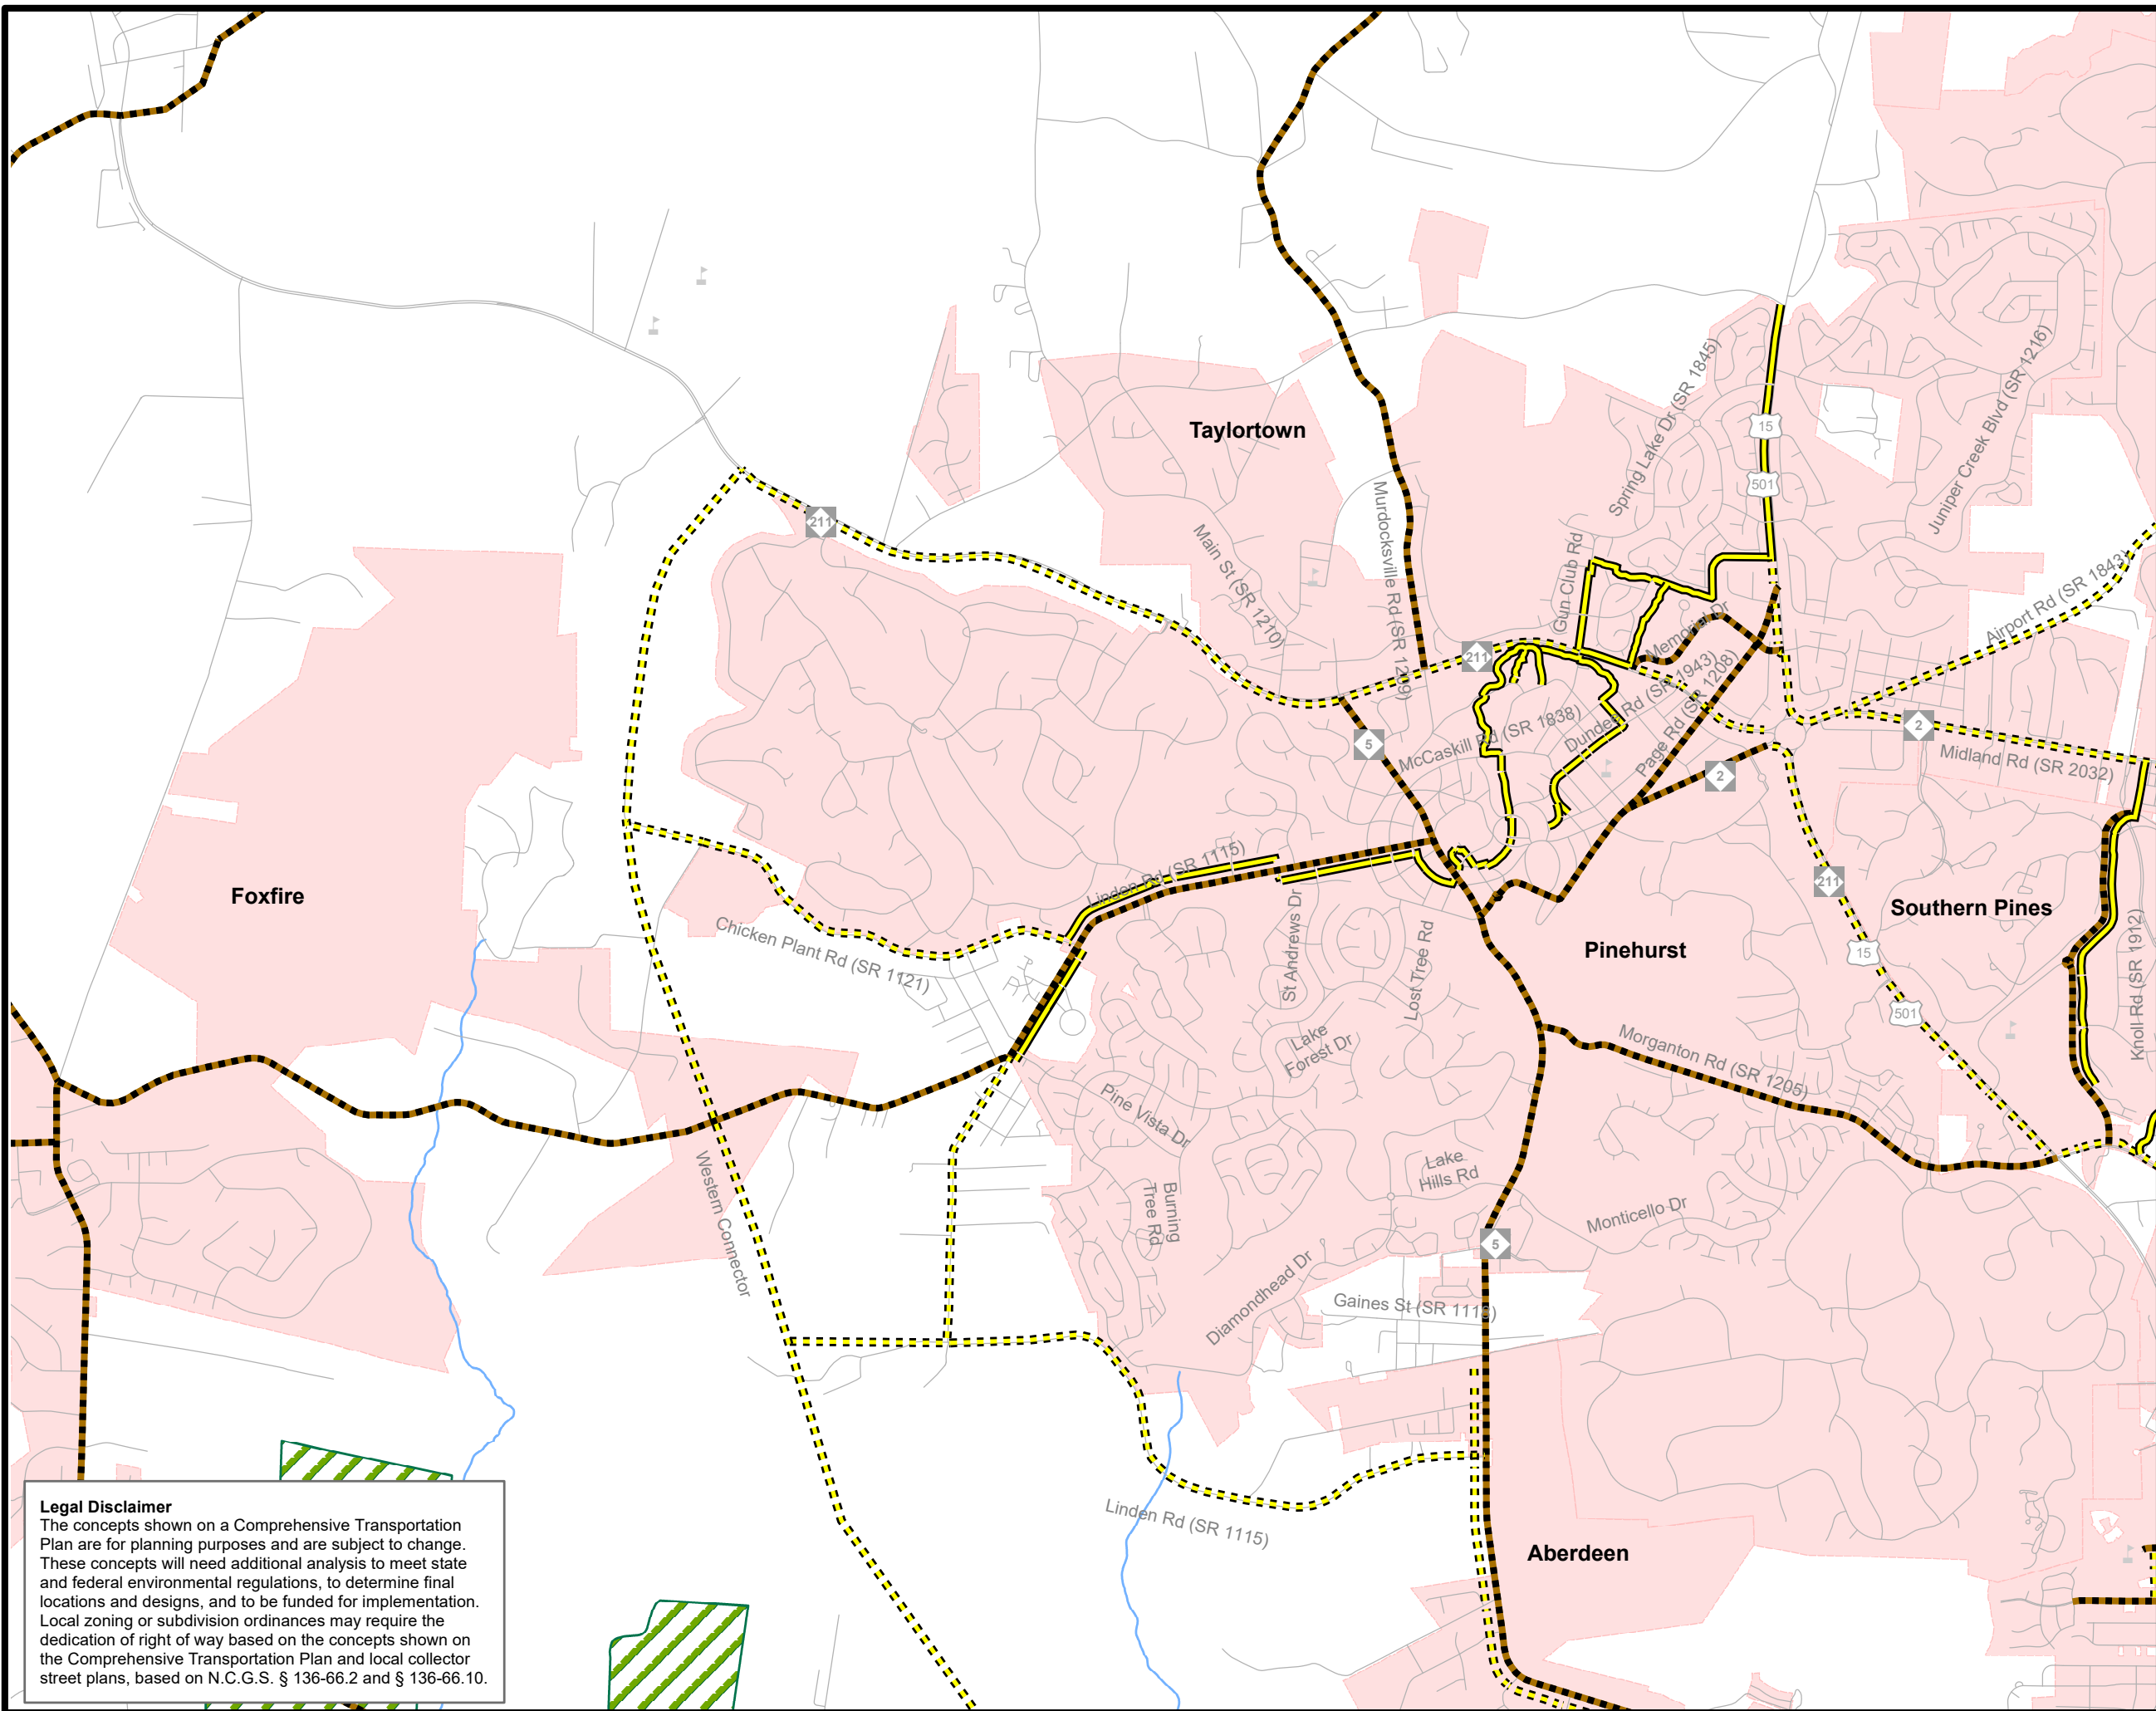 Taylortown
Spring Lake Dr (SR 1845)
15
501
Juniper Creek Blvd (SR 1216)
211
Main St (SR 1210)
Murdocksville Rd (SR 1209)
Gun Club Rd
211
Memorial Dr
Airport Rd (SR 1843)
Dundee Rd (SR 1943)
Page Rd (SR 1208)
McCaskill Rd (SR 1838)
5
2
2
Midland Rd (SR 2032)
Foxfire
Linden Rd (SR 1115)
211
Southern Pines
Chicken Plant Rd (SR 1121)
St Andrews Dr
Lost Tree Rd
Pinehurst
15
501
Knoll Rd (SR 1912)
Lake
Forest Dr
Morganton Rd (SR 1205)
Pine Vista Dr
Western Connector
Burning
Tree Rd
Lake
Hills Rd
Monticello Dr
5
Diamondhead Dr
Gaines St (SR 1118)
Linden Rd (SR 1115)
Aberdeen
Legal Disclaimer
The concepts shown on a Comprehensive Transportation
Plan are for planning purposes and are subject to change.
These concepts will need additional analysis to meet state
and federal environmental regulations, to determine final
locations and designs, and to be funded for implementation.
Local zoning or subdivision ordinances may require the
dedication of right of way based on the concepts shown on
the Comprehensive Transportation Plan and local collector
street plans, based on N.C.G.S. § 136-66.2 and § 136-66.10.